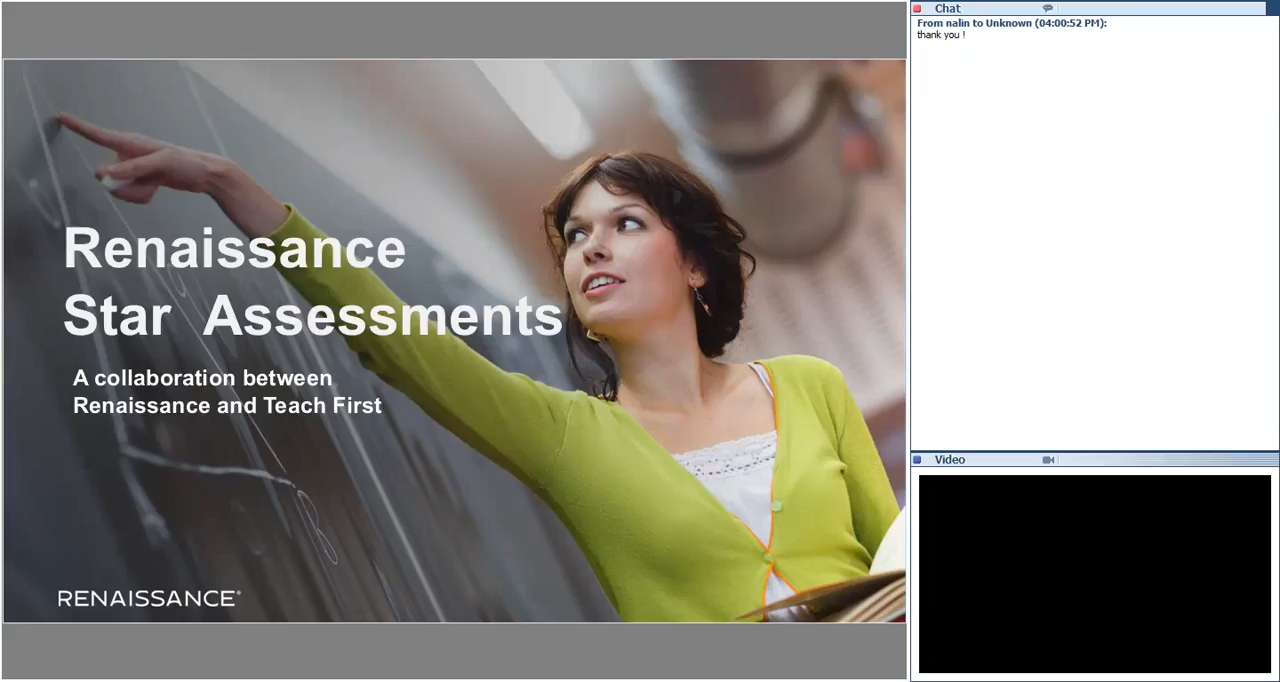 Renaissance
Star Assessments
A collaboration between
Renaissance and Teach First
RENAISSANCE®
Chat
From nalin to Unknown (04:00:52 PM):
thank you !
Video